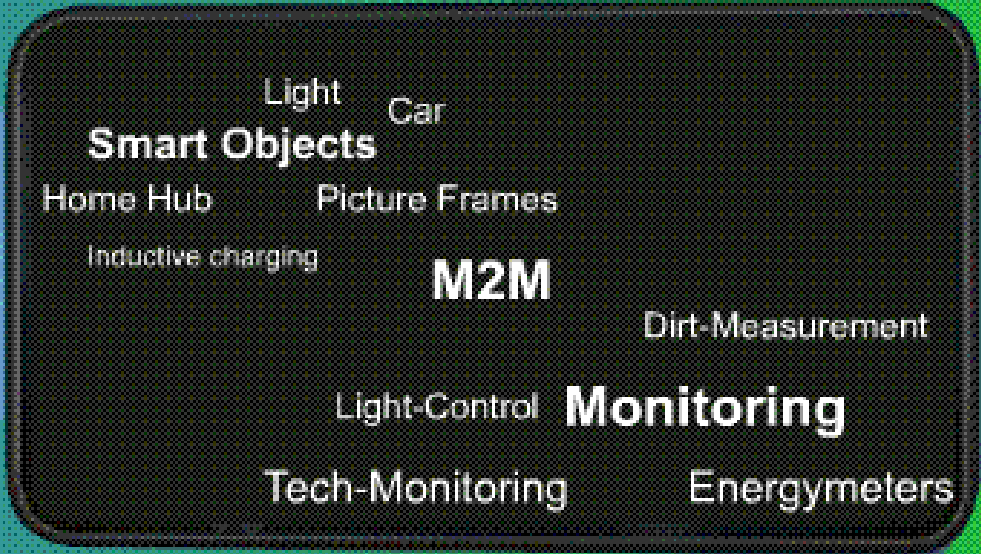 Light
Car
Smart Objects
Home Hub
Picture Frames
Inductive charging
M2M
Dirt-Measurement
Light-Control
Monitoring
Tech-Monitoring
Energymeters